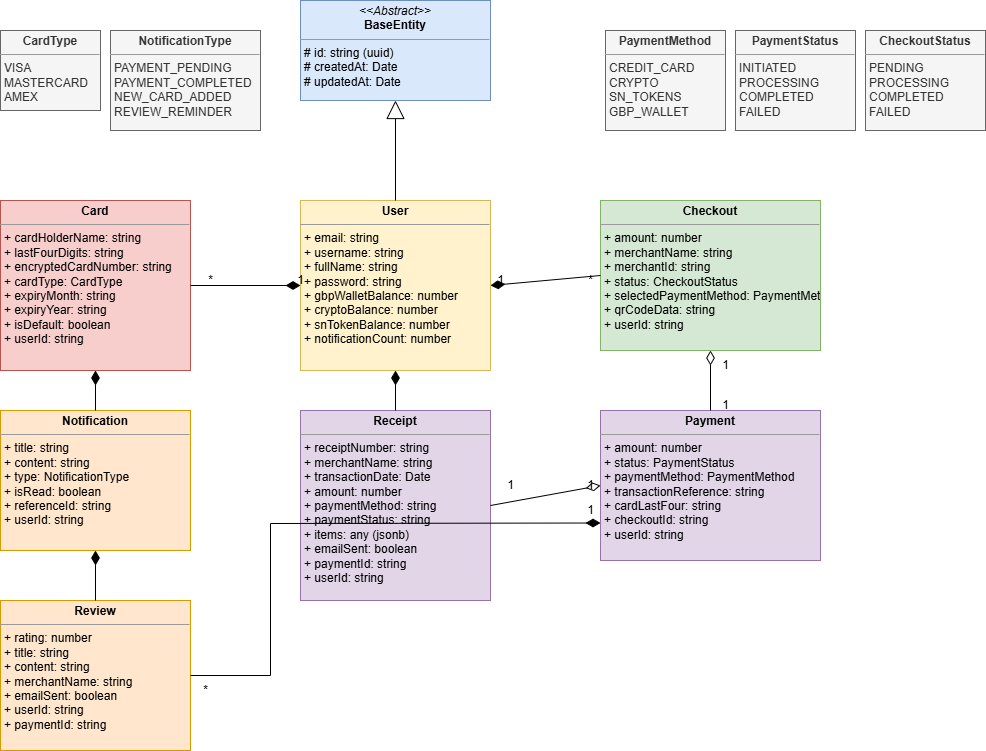 <<Abstract>>
BaseEntity
# id: string (uuid)
# createdAt: Date
# updatedAt: Date
CardType
VISA
MASTERCARD
AMEX
NotificationType
PAYMENT_PENDING
PAYMENT_COMPLETED
NEW_CARD_ADDED
REVIEW_REMINDER
PaymentMethod
CREDIT_CARD
CRYPTO
SN_TOKENS
GBP_WALLET
PaymentStatus
INITIATED
PROCESSING
COMPLETED
FAILED
CheckoutStatus
PENDING
PROCESSING
COMPLETED
FAILED
Card
+ cardHolderName: string
+ lastFourDigits: string
+ encryptedCardNumber: string
+ cardType: CardType
+ expiryMonth: string
+ expiryYear: string
+ isDefault: boolean
+ userId: string
*
1
User
+ email: string
+ username: string
+ fullName: string
+ password: string
+ gbpWalletBalance: number
+ cryptoBalance: number
+ snTokenBalance: number
+ notificationCount: number
1
*
Checkout
+ amount: number
+ merchantName: string
+ merchantId: string
+ status: CheckoutStatus
+ selectedPaymentMethod: PaymentMet
+ qrCodeData: string
+ userId: string
1
1
Notification
+ title: string
+ content: string
+ type: NotificationType
+ isRead: boolean
+ referenceId: string
+ userId: string
Receipt
+ receiptNumber: string
+ merchantName: string
+ transactionDate: Date
+ amount: number
+ paymentMethod: string
+ paymentStatus: string
+ items: any (jsonb)
+ emailSent: boolean
+ paymentId: string
+ userId: string
1
1
1
Payment
+ amount: number
+ status: PaymentStatus
+ paymentMethod: PaymentMethod
+ transactionReference: string
+ cardLastFour: string
+ checkoutId: string
+ userId: string
Review
+ rating: number
+ title: string
+ content: string
+ merchantName: string
+ emailSent: boolean
+ userId: string
+ paymentId: string
*